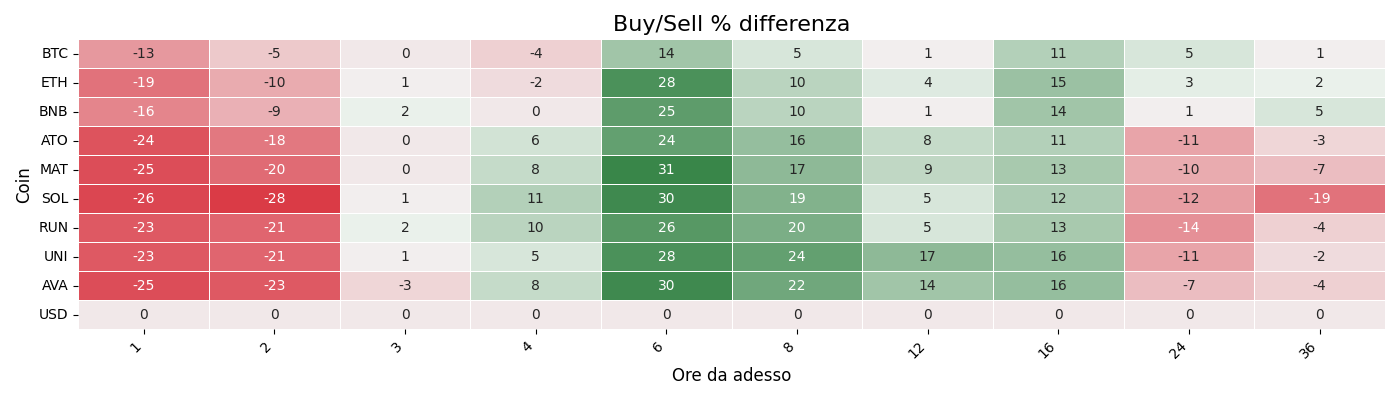 Buy/Sell % differenza
Coin
BTC -13 -5 0 -4 14 5 1 11 5 1
ETH -19 -10 1 -2 28 10 4 15 3 2
BNB -16 -9 2 0 25 10 1 14 1 5
ATO -24 -18 0 6 24 16 8 11 -11 -3
MAT -25 -20 0 8 31 17 9 13 -10 -7
SOL -26 -28 1 11 30 19 5 12 -12 -19
RUN -23 -21 2 10 26 20 5 13 -14 -4
UNI -23 -21 1 5 28 24 17 16 -11 -2
AVA -25 -23 -3 8 30 22 14 16 -7 -4
USD 0 0 0 0 0 0 0 0 0 0
1 2 3 4 6 8 12 16 24 36
Ore da adesso